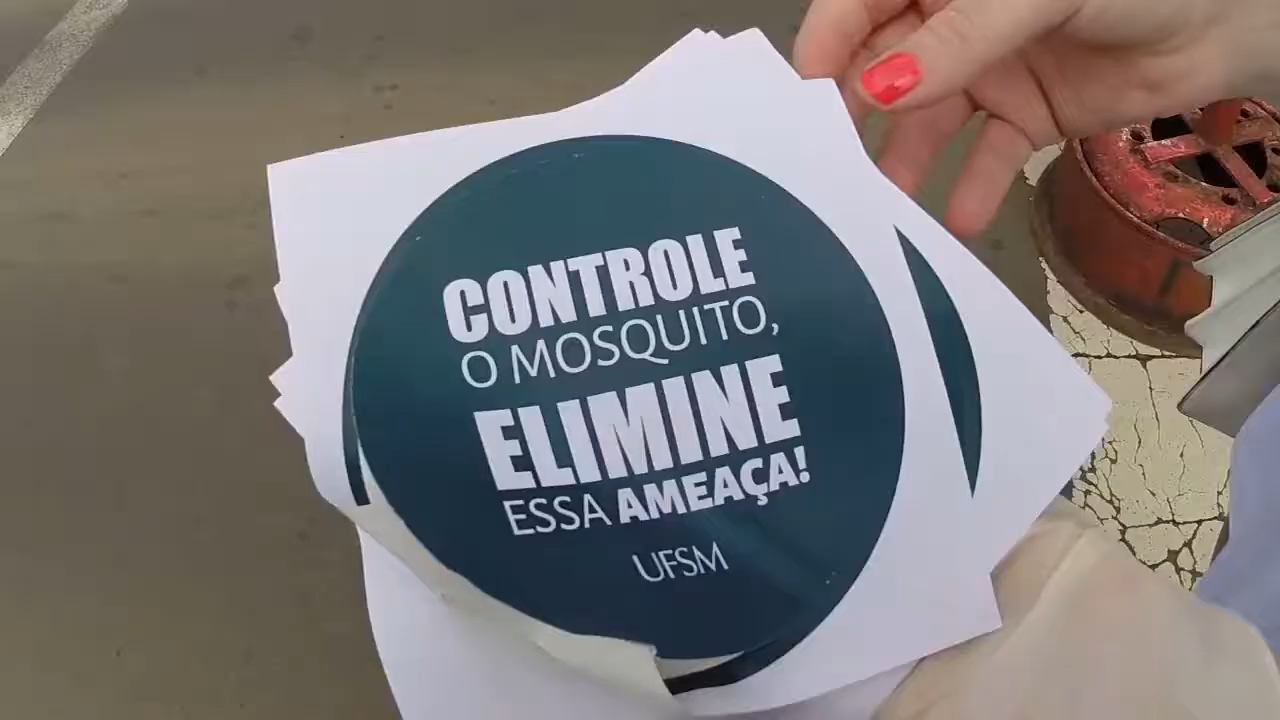 CONTROLE
O MOSQUITO,
ELIMINE
ESSA AMEAÇA!
UFSM